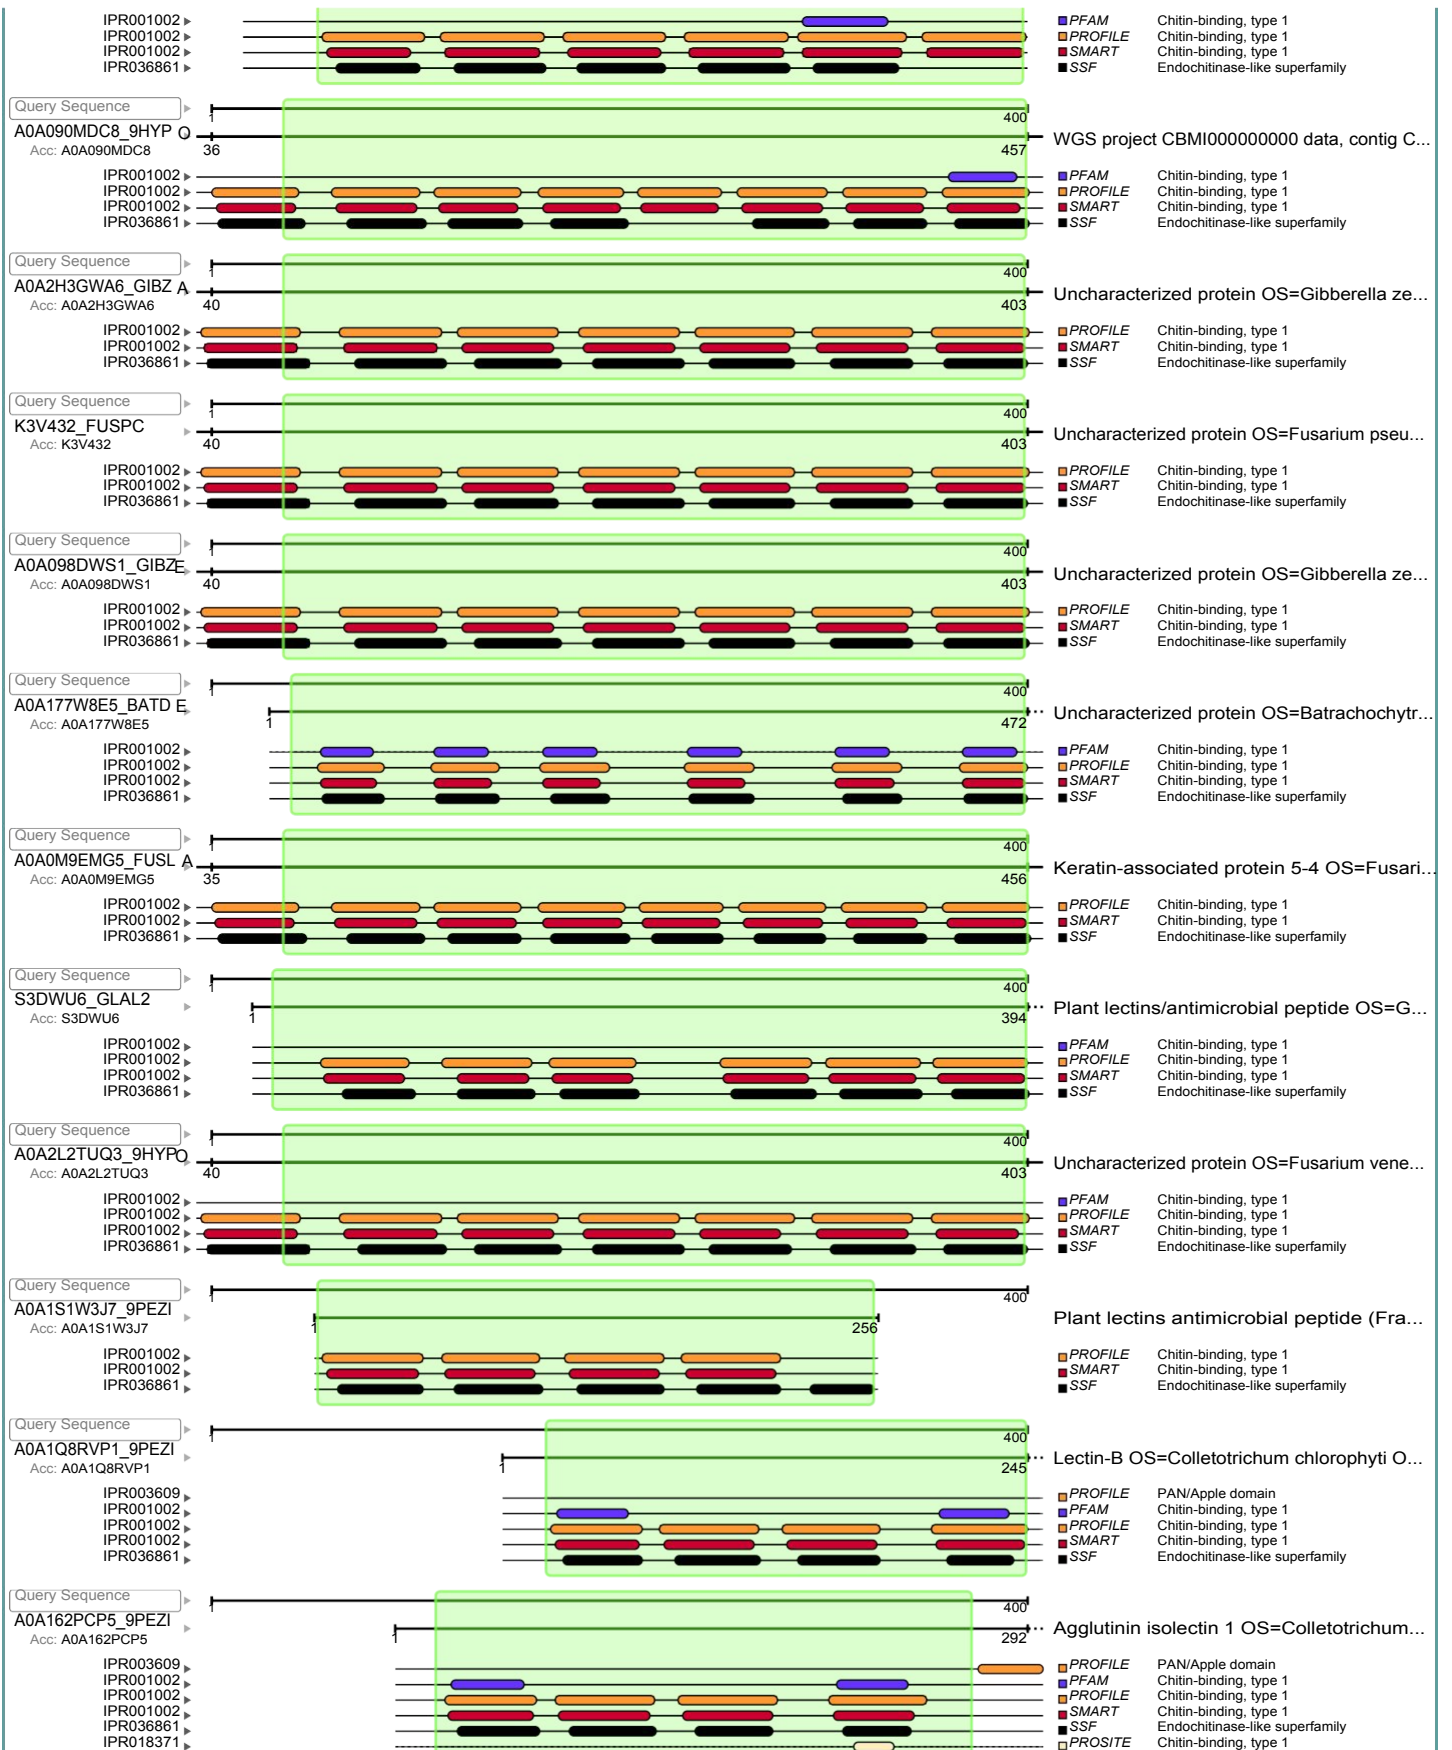 IPR001002 PFAM Chitin-binding, type 1
IPR001002 PROFILE Chitin-binding, type 1
IPR001002 SMART Chitin-binding, type 1
IPR036861 SSF Endochitinase-like superfamily
Query Sequence 1 400
A0A090MDC8_9HYPO WGS project CBMI000000000 data, contig C...
Acc: A0A090MDC8 36 457
IPR001002 PFAM Chitin-binding, type 1
IPR001002 PROFILE Chitin-binding, type 1
IPR001002 SMART Chitin-binding, type 1
IPR036861 SSF Endochitinase-like superfamily
Query Sequence 1 400
A0A2H3GWA6_GIBZA Uncharacterized protein OS=Gibberella ze...
Acc: A0A2H3GWA6 40 403
IPR001002 PROFILE Chitin-binding, type 1
IPR001002 SMART Chitin-binding, type 1
IPR036861 SSF Endochitinase-like superfamily
Query Sequence 1 400
K3V432_FUSPC Uncharacterized protein OS=Fusarium pseu...
Acc: K3V432 40 403
IPR001002 PROFILE Chitin-binding, type 1
IPR001002 SMART Chitin-binding, type 1
IPR036861 SSF Endochitinase-like superfamily
Query Sequence 1 400
A0A098DWS1_GIBZE Uncharacterized protein OS=Gibberella ze...
Acc: A0A098DWS1 40 403
IPR001002 PROFILE Chitin-binding, type 1
IPR001002 SMART Chitin-binding, type 1
IPR036861 SSF Endochitinase-like superfamily
Query Sequence 1 400
A0A177W8E5_BATDE Uncharacterized protein OS=Batrachochytr...
Acc: A0A177W8E5 1 472
IPR001002 PFAM Chitin-binding, type 1
IPR001002 PROFILE Chitin-binding, type 1
IPR001002 SMART Chitin-binding, type 1
IPR036861 SSF Endochitinase-like superfamily
Query Sequence 1 400
A0A0M9EMG5_FUSLA Keratin-associated protein 5-4 OS=Fusari...
Acc: A0A0M9EMG5 35 456
IPR001002 PROFILE Chitin-binding, type 1
IPR001002 SMART Chitin-binding, type 1
IPR036861 SSF Endochitinase-like superfamily
Query Sequence 1 400
S3DWU6_GLAL2 Plant lectins/antimicrobial peptide OS=G...
Acc: S3DWU6 1 394
IPR001002 PFAM Chitin-binding, type 1
IPR001002 PROFILE Chitin-binding, type 1
IPR001002 SMART Chitin-binding, type 1
IPR036861 SSF Endochitinase-like superfamily
Query Sequence 1 400
A0A2L2TUQ3_9HYPO Uncharacterized protein OS=Fusarium vene...
Acc: A0A2L2TUQ3 40 403
IPR001002 PFAM Chitin-binding, type 1
IPR001002 PROFILE Chitin-binding, type 1
IPR001002 SMART Chitin-binding, type 1
IPR036861 SSF Endochitinase-like superfamily
Query Sequence 1 400
A0A1S1W3J7_9PEZI Plant lectins antimicrobial peptide (Fra...
Acc: A0A1S1W3J7 1 256
IPR001002 PROFILE Chitin-binding, type 1
IPR001002 SMART Chitin-binding, type 1
IPR036861 SSF Endochitinase-like superfamily
Query Sequence 1 400
A0A1Q8RVP1_9PEZI Lectin-B OS=Colletotrichum chlorophyti O...
Acc: A0A1Q8RVP1 1 245
IPR003609 PROFILE PAN/Apple domain
IPR001002 PFAM Chitin-binding, type 1
IPR001002 PROFILE Chitin-binding, type 1
IPR001002 SMART Chitin-binding, type 1
IPR036861 SSF Endochitinase-like superfamily
Query Sequence 1 400
A0A162PCP5_9PEZI Agglutinin isolectin 1 OS=Colletotrichum...
Acc: A0A162PCP5 1 292
IPR003609 PROFILE PAN/Apple domain
IPR001002 PFAM Chitin-binding, type 1
IPR001002 PROFILE Chitin-binding, type 1
IPR001002 SMART Chitin-binding, type 1
IPR036861 SSF Endochitinase-like superfamily
IPR018371 PROSITE Chitin-binding, type 1